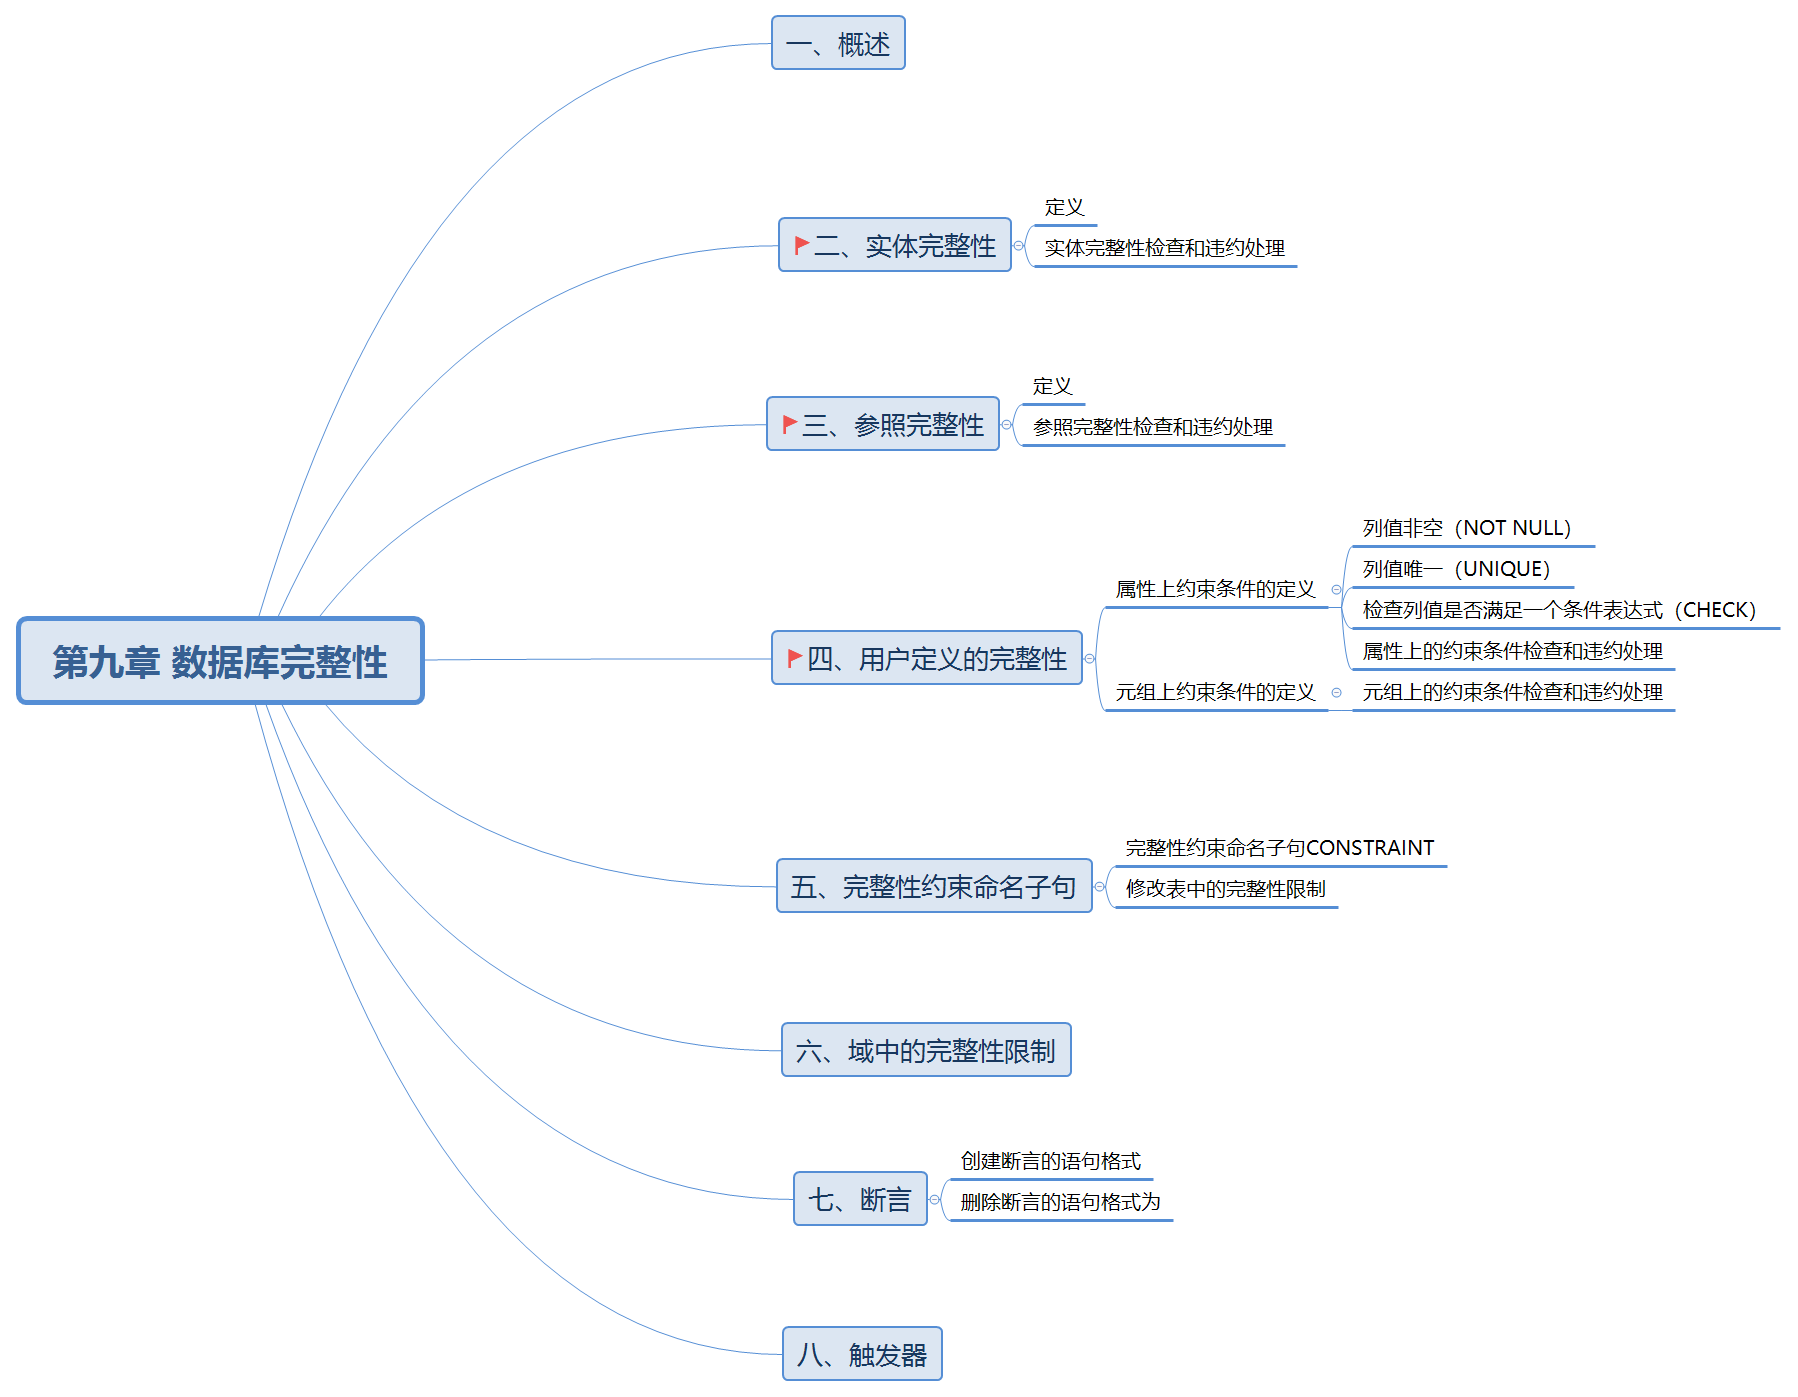 第九章 数据库完整性
一、概述
二、实体完整性
定义
实体完整性检查和违约处理
三、参照完整性
定义
参照完整性检查和违约处理
四、用户定义的完整性
属性上约束条件的定义
列值非空（NOT NULL）
列值唯一（UNIQUE）
检查列值是否满足一个条件表达式（CHECK）
属性上的约束条件检查和违约处理
元组上约束条件的定义
元组上的约束条件检查和违约处理
五、完整性约束命名子句
完整性约束命名子句CONSTRAINT
修改表中的完整性限制
六、域中的完整性限制
七、断言
创建断言的语句格式
删除断言的语句格式为
八、触发器